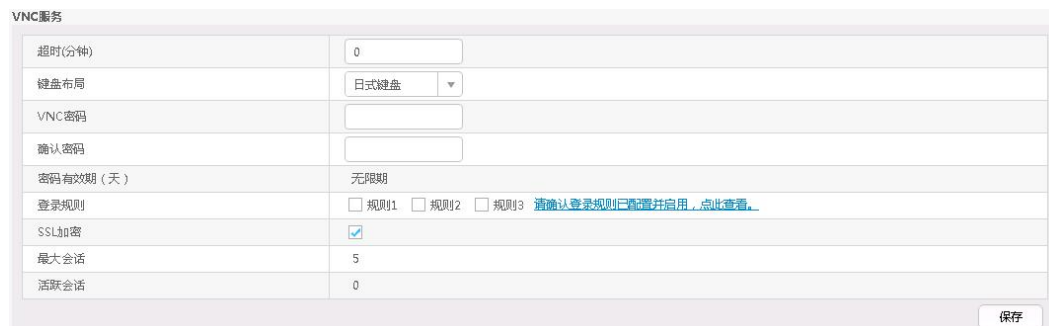 VNC服务
超时(分钟) 0
键盘布局 日式键盘
VNC密码
确认密码
密码有效期（天） 无限期
登录规则 规则1 规则2 规则3 请确认登录规则已配置并启用，点此查看。
SSL加密
最大会话 5
活跃会话 0
保存